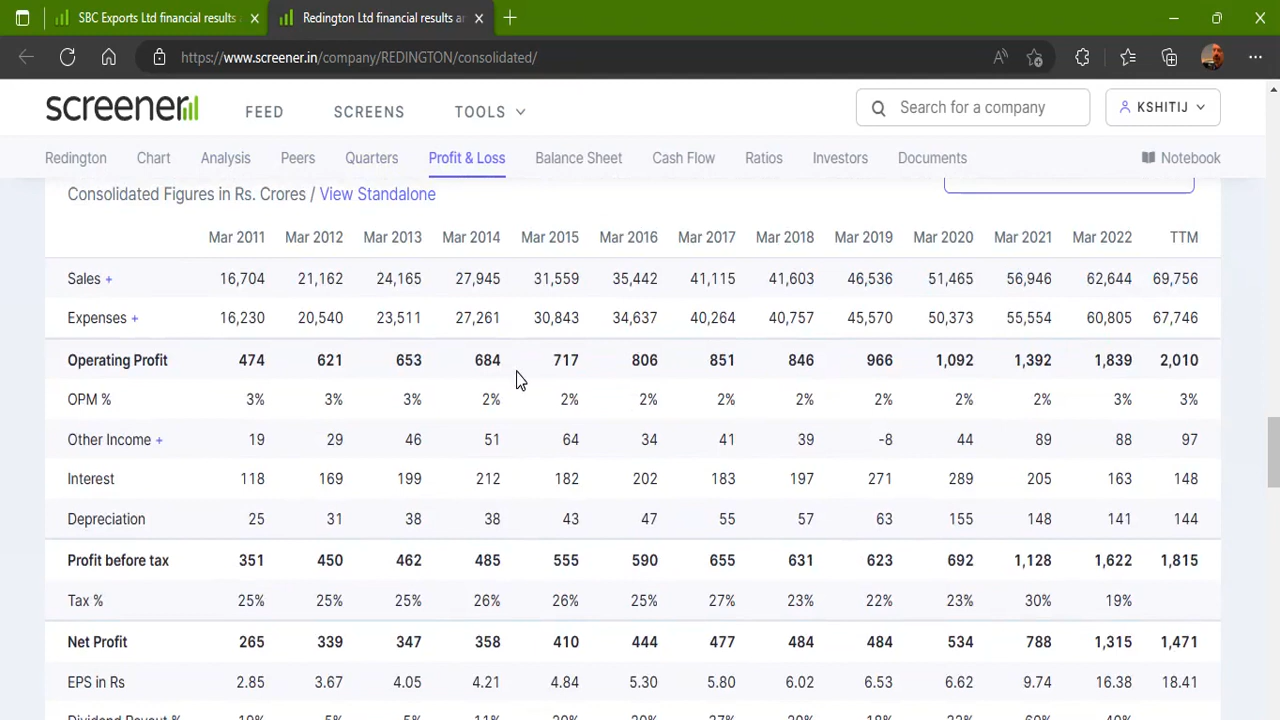 SBC Exports Ltd financial results
Redington Ltd financial results a
https://www.screener.in/company/REDINGTON/consolidated/
screener
FEED SCREENS TOOLS
Search for a company
KSHITIJ
Redington Chart Analysis Peers Quarters Profit & Loss Balance Sheet Cash Flow Ratios Investors Documents Notebook
Consolidated Figures in Rs. Crores / View Standalone
Mar 2011 Mar 2012 Mar 2013 Mar 2014 Mar 2015 Mar 2016 Mar 2017 Mar 2018 Mar 2019 Mar 2020 Mar 2021 Mar 2022 TTM
Sales + 16,704 21,162 24,165 27,945 31,559 35,442 41,115 41,603 46,536 51,465 56,946 62,644 69,756
Expenses + 16,230 20,540 23,511 27,261 30,843 34,637 40,264 40,757 45,570 50,373 55,554 60,805 67,746
Operating Profit 474 621 653 684 717 806 851 846 966 1,092 1,392 1,839 2,010
OPM % 3% 3% 3% 2% 2% 2% 2% 2% 2% 2% 2% 3% 3%
Other Income + 19 29 46 51 64 34 41 39 -8 44 89 88 97
Interest 118 169 199 212 182 202 183 197 271 289 205 163 148
Depreciation 25 31 38 38 43 47 55 57 63 155 148 141 144
Profit before tax 351 450 462 485 555 590 655 631 623 692 1,128 1,622 1,815
Tax % 25% 25% 25% 26% 26% 25% 27% 23% 22% 23% 30% 19%
Net Profit 265 339 347 358 410 444 477 484 484 534 788 1,315 1,471
EPS in Rs 2.85 3.67 4.05 4.21 4.84 5.30 5.80 6.02 6.53 6.62 9.74 16.38 18.41
Dividend Payout %